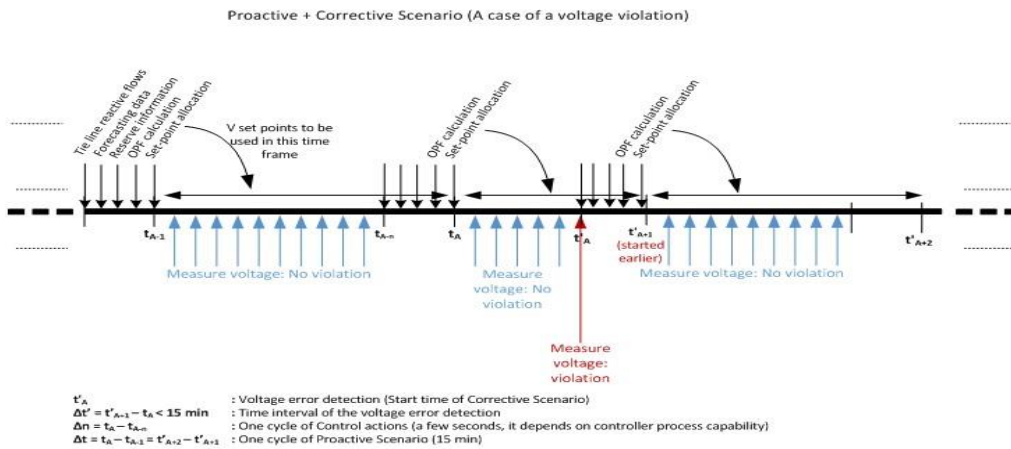 Proactive + Corrective Scenario (A case of a voltage violation)
Tie line reactive flows
Forecasting data
Reserve information
OPF calculation
Set-point allocation
V set points to be
used in this time
frame
OPF calculation
Set-point allocation
OPF calculation
Set-point allocation
tA-1
tA-n
tA
t'A
t'A+1
(started
earlier)
t'A+2
Measure voltage: No violation
Measure
voltage: No
violation
Measure voltage: No violation
Measure
voltage:
violation
t'A : Voltage error detection (Start time of Corrective Scenario)
Δt' = t'A+1 – tA < 15 min : Time interval of the voltage error detection
Δn = tA – tA-n : One cycle of Control actions (a few seconds, it depends on controller process capability)
Δt = tA – tA-1 = t'A+2 – t'A+1 : One cycle of Proactive Scenario (15 min)